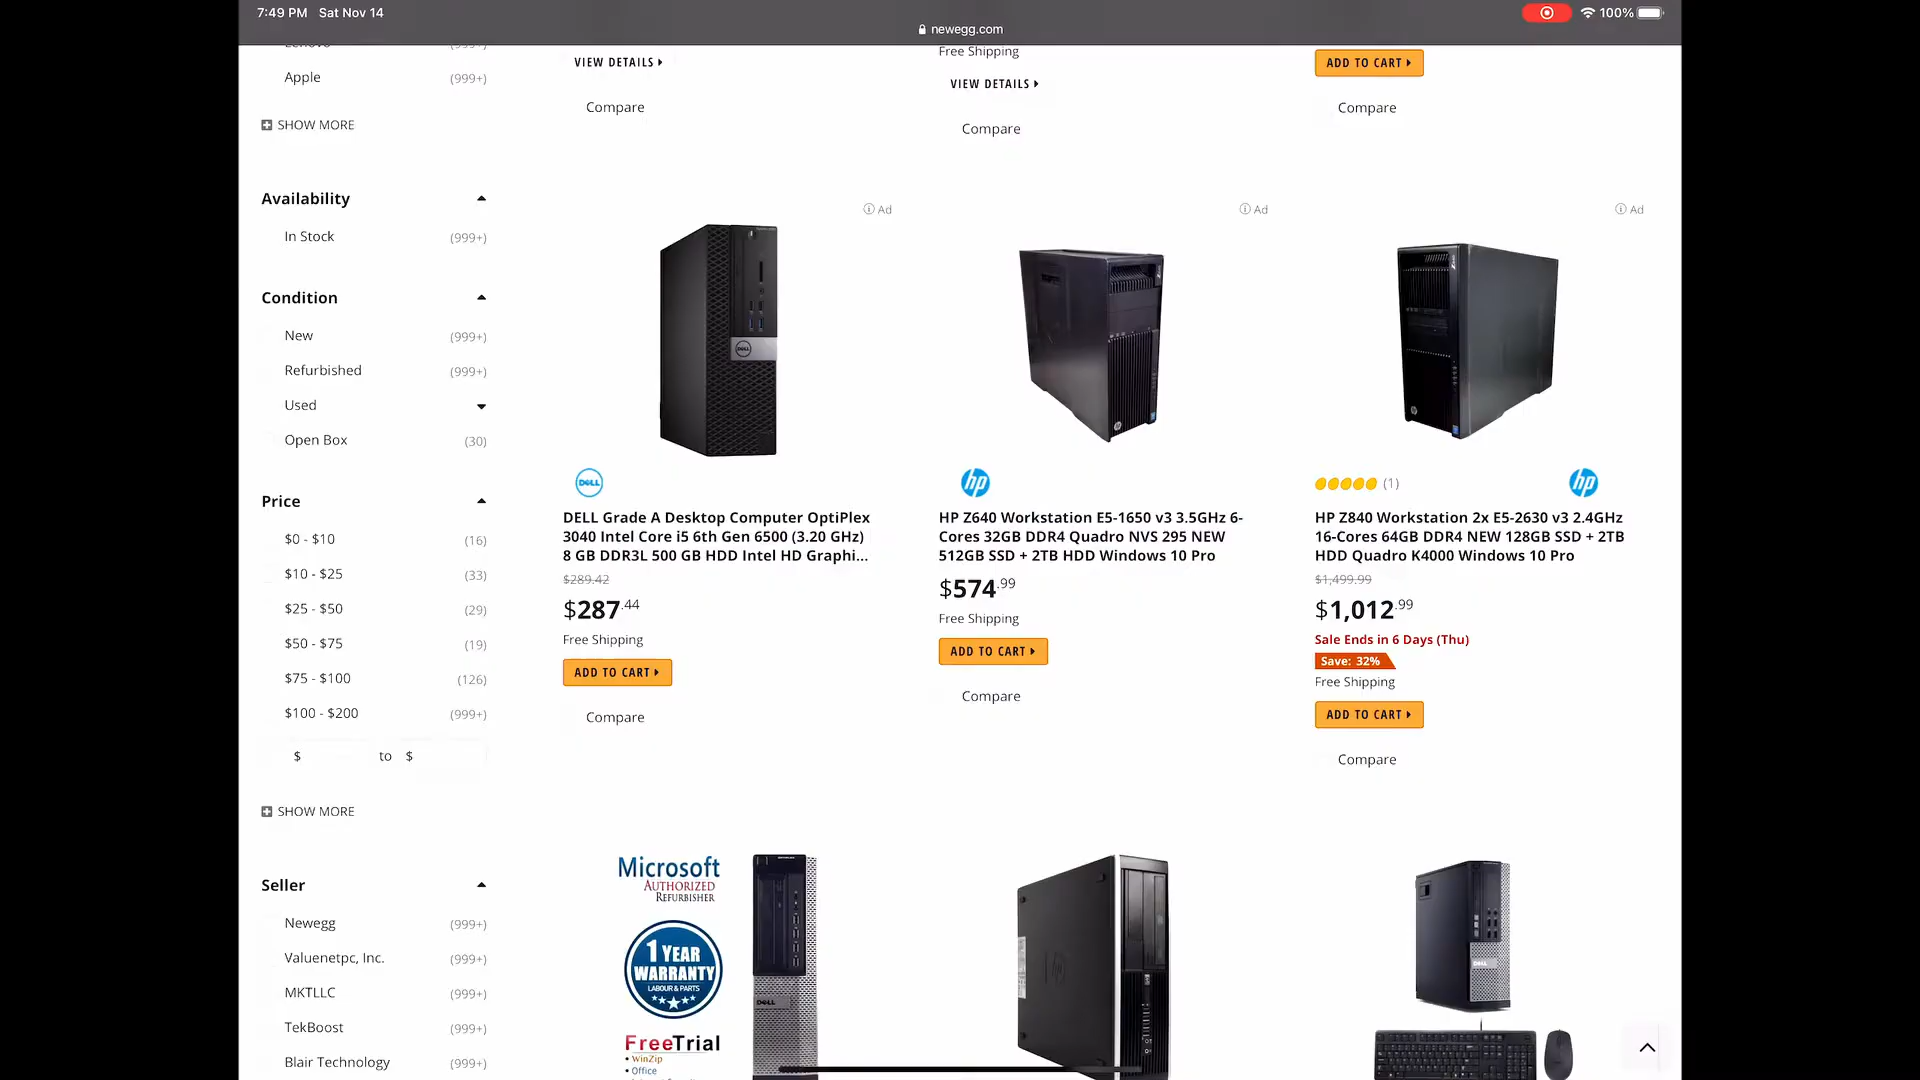 7:49 PM Sat Nov 14
100%
newegg.com
Apple (999+)
SHOW MORE
Availability
In Stock (999+)
Condition
New (999+)
Refurbished (999+)
Used
Open Box (30)
Price
$0 - $10 (16)
$10 - $25 (33)
$25 - $50 (29)
$50 - $75 (19)
$75 - $100 (126)
$100 - $200 (999+)
$ to $
SHOW MORE
Seller
Newegg (999+)
Valuenetpc, Inc. (999+)
MKTLLC (999+)
TekBoost (999+)
Blair Technology (999+)
VIEW DETAILS
Compare
Free Shipping
VIEW DETAILS
Compare
ADD TO CART
Compare
Ad
DELL
DELL
DELL Grade A Desktop Computer OptiPlex
3040 Intel Core i5 6th Gen 6500 (3.20 GHz)
8 GB DDR3L 500 GB HDD Intel HD Graphi...
$289.42
$287.44
Free Shipping
ADD TO CART
Compare
Ad
hp
HP Z640 Workstation E5-1650 v3 3.5GHz 6-
Cores 32GB DDR4 Quadro NVS 295 NEW
512GB SSD + 2TB HDD Windows 10 Pro
$574.99
Free Shipping
ADD TO CART
Compare
Ad
(1)
hp
HP Z840 Workstation 2x E5-2630 v3 2.4GHz
16-Cores 64GB DDR4 NEW 128GB SSD + 2TB
HDD Quadro K4000 Windows 10 Pro
$1,499.99
$1,012.99
Sale Ends in 6 Days (Thu)
Save: 32%
Free Shipping
ADD TO CART
Compare
Microsoft
AUTHORIZED
REFURBISHER
1 YEAR
WARRANTY
LABOUR & PARTS
FreeTrial
• WinZip
• Office
DELL
DELL